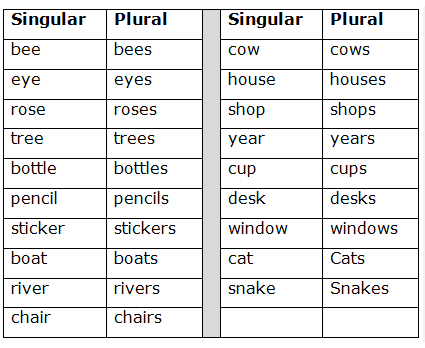 Singular Plural Singular Plural
bee bees cow cows
eye eyes house houses
rose roses shop shops
tree trees year years
bottle bottles cup cups
pencil pencils desk desks
sticker stickers window windows
boat boats cat Cats
river rivers snake Snakes
chair chairs